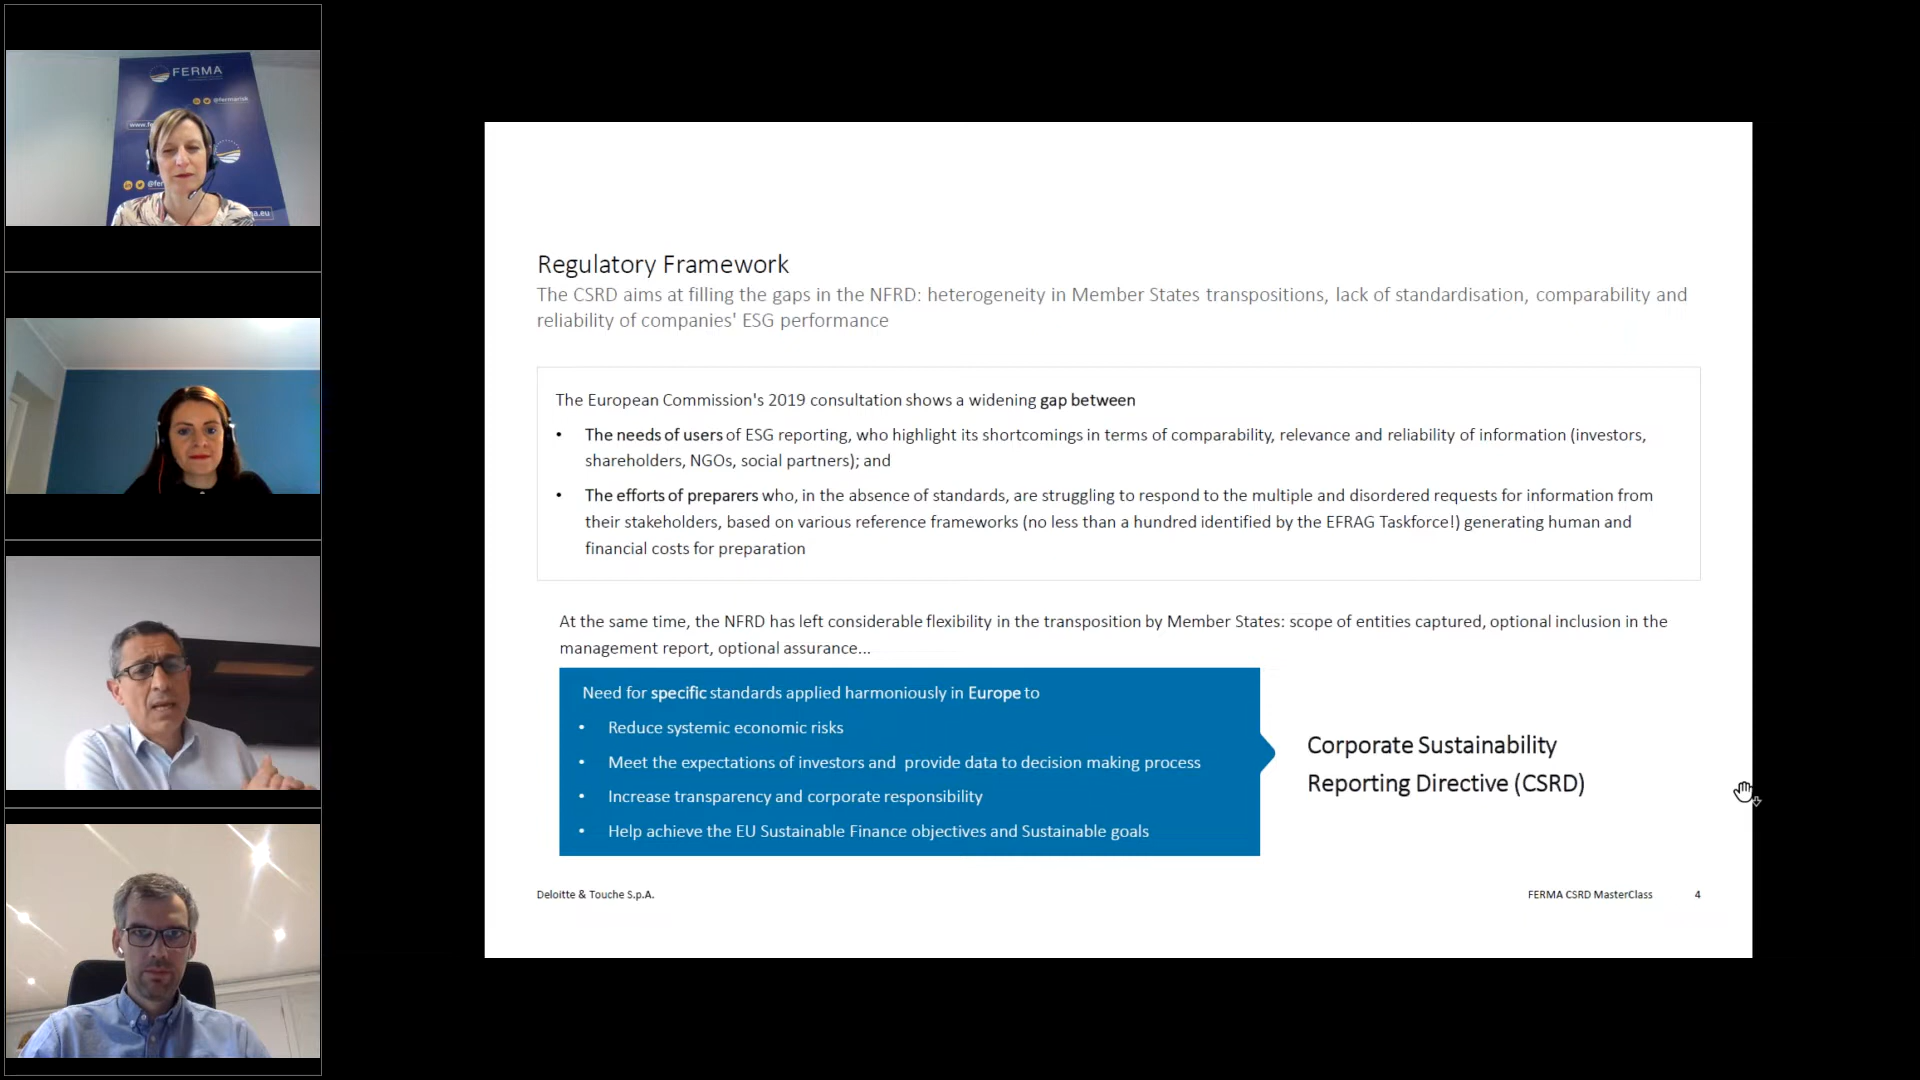 FERMA
@fermarisk
www.fe
@fer
a.eu
Regulatory Framework
The CSRD aims at filling the gaps in the NFRD: heterogeneity in Member States transpositions, lack of standardisation, comparability and
reliability of companies' ESG performance
The European Commission's 2019 consultation shows a widening gap between
• The needs of users of ESG reporting, who highlight its shortcomings in terms of comparability, relevance and reliability of information (investors,
shareholders, NGOs, social partners); and
• The efforts of preparers who, in the absence of standards, are struggling to respond to the multiple and disordered requests for information from
their stakeholders, based on various reference frameworks (no less than a hundred identified by the EFRAG Taskforce!) generating human and
financial costs for preparation
At the same time, the NFRD has left considerable flexibility in the transposition by Member States: scope of entities captured, optional inclusion in the
management report, optional assurance...
Need for specific standards applied harmoniously in Europe to
• Reduce systemic economic risks
• Meet the expectations of investors and  provide data to decision making process
• Increase transparency and corporate responsibility
• Help achieve the EU Sustainable Finance objectives and Sustainable goals
Corporate Sustainability
Reporting Directive (CSRD)
Deloitte & Touche S.p.A.
FERMA CSRD MasterClass 4